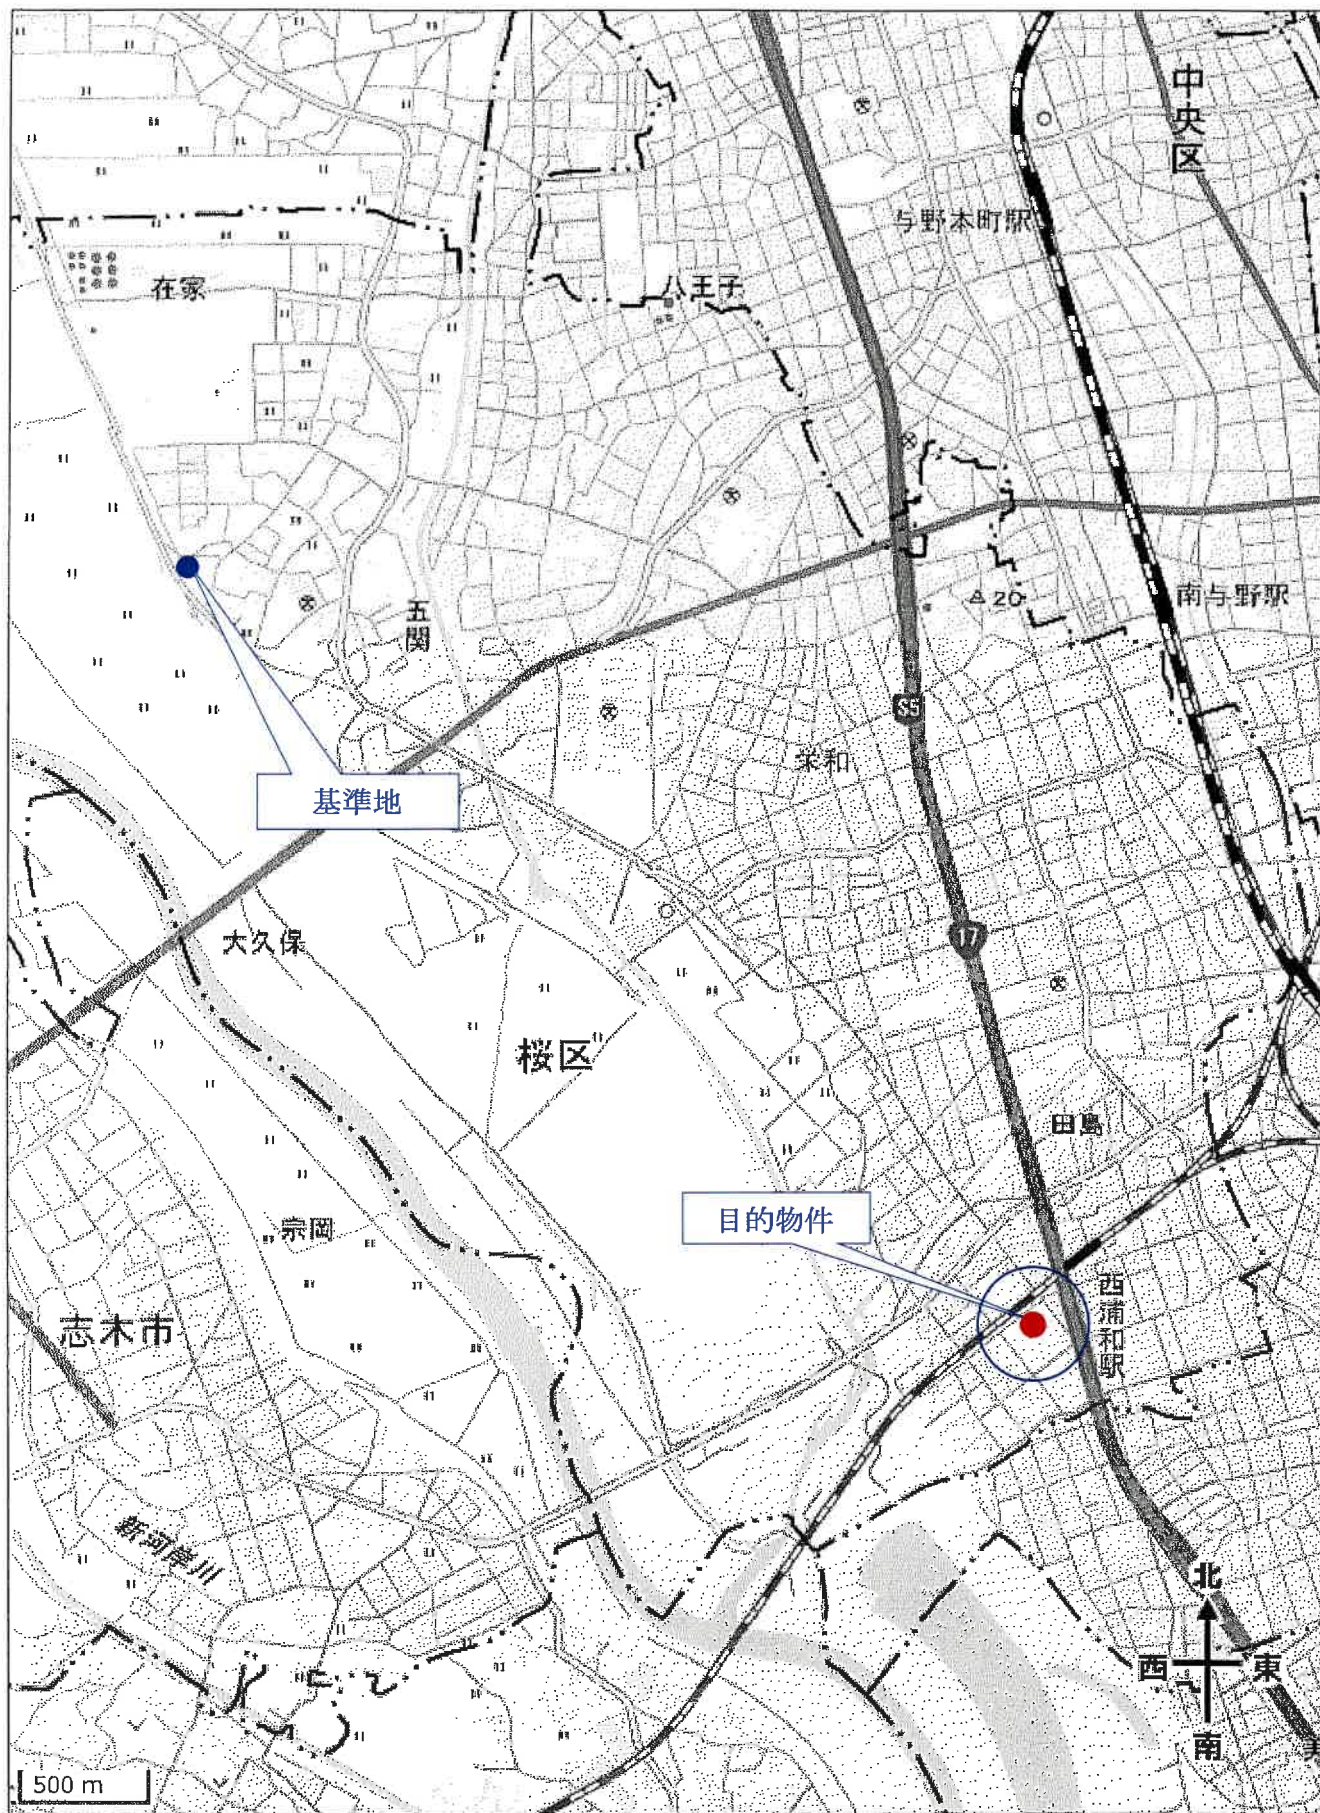 中央区
与野本町駅
在家
八王子
南与野駅
20
五関
S5
栄和
基準地
17
大久保
桜区
田島
目的物件
宗岡
西浦和駅
志木市
新河岸川
北
西
東
南
500 m